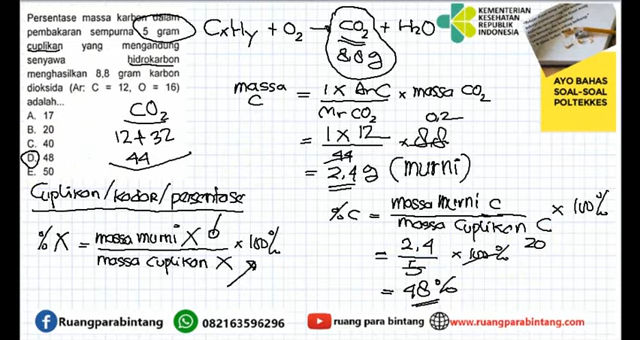 Persentase massa karbon dalam
pembakaran sempurna 5 gram
cuplikan yang mengandung
senyawa hidrokarbon
menghasilkan 8,8 gram karbon
dioksida (Ar: C = 12, O = 16)
adalah...
A. 17
B. 20
C. 40
D. 48
E. 50
CO2
12 + 32
44
CxHy + O2 → CO2 + H2O
8,8 g
massa C = 1 x Ar C / Mr CO2 x massa CO2
= 1 x 12 / 44 x 8,8 0,2
= 2,4 g (murni)
Cuplikan/kadar/persentase
%X = massa murni X / massa cuplikan X x 100%
%C = massa murni C / massa cuplikan C x 100%
= 2,4 / 5 x 100% 20
= 48%
KEMENTERIAN
KESEHATAN
REPUBLIK
INDONESIA
AYO BAHAS
SOAL-SOAL
POLTEKKES
Ruangparabintang
082163596296
ruang para bintang
www.ruangparabintang.com